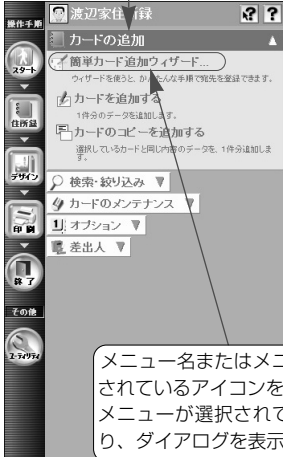 操作手順
渡辺家住所録
カードの追加
スタート
簡単カード追加ウィザード...
ウィザードを使うと、かんたんな手順で宛先を登録できます。
カードを追加する
1件分のデータを追加します。
住所録
カードのコピーを追加する
選択しているカードと同じ内容のデータを、1件分追加しま
す。
デザイン
検索・絞り込み
カードのメンテナンス
印刷
オプション
差出人
終了
その他
ユーティリティ
メニュー名またはメニ
されているアイコンを
メニューが選択されて
り、ダイアログを表示